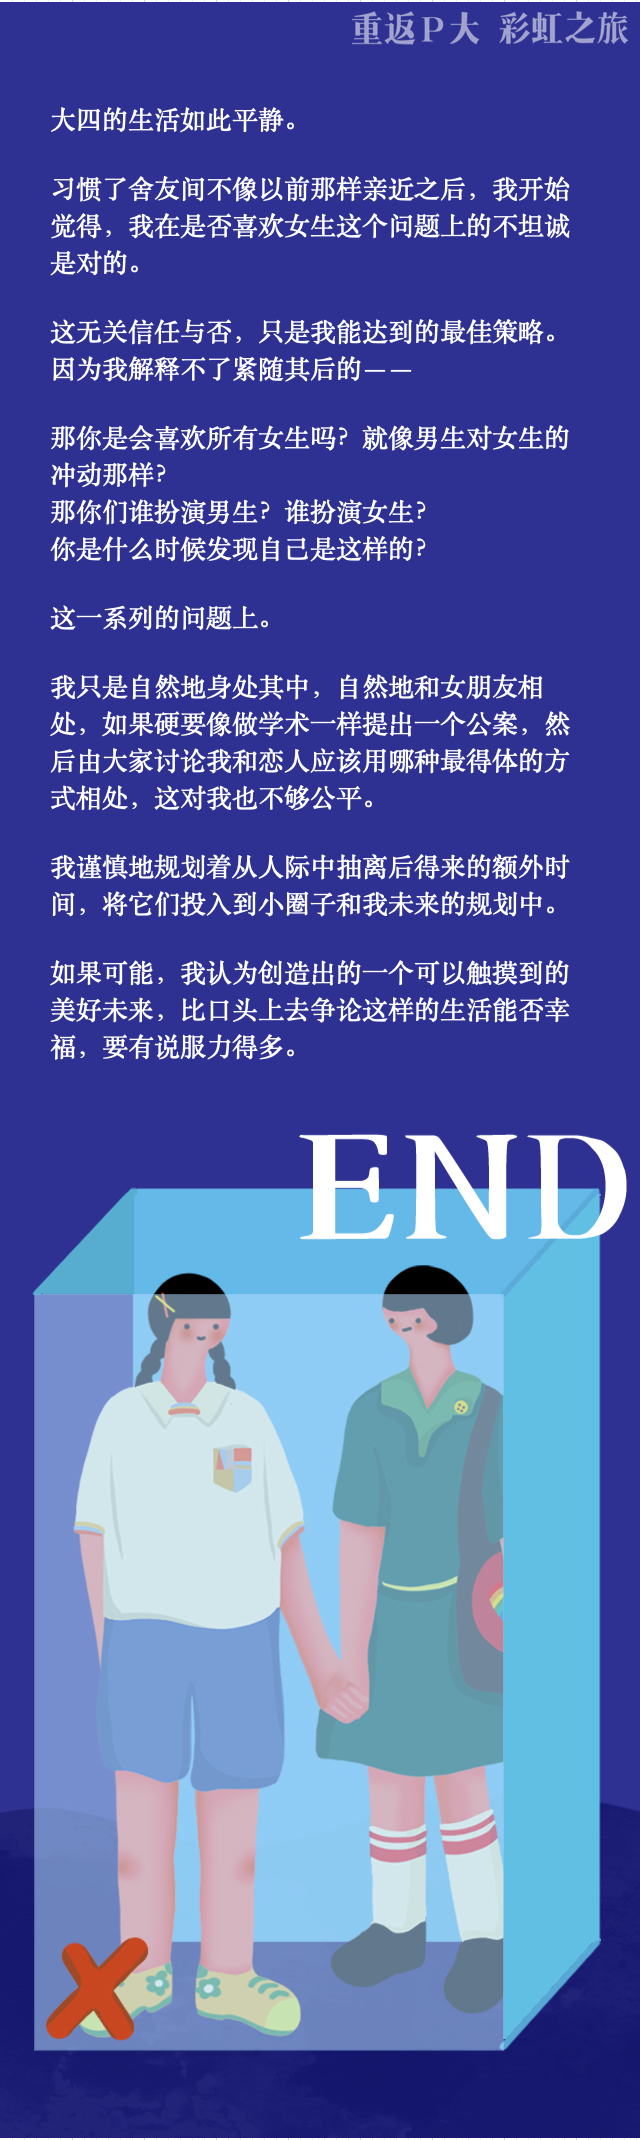 重返P大 彩虹之旅
大四的生活如此平静。
习惯了舍友间不像以前那样亲近之后，我开始
觉得，我在是否喜欢女生这个问题上的不坦诚
是对的。
这无关信任与否，只是我能达到的最佳策略。
因为我解释不了紧随其后的——
那你是会喜欢所有女生吗？就像男生对女生的
冲动那样？
那你们谁扮演男生？谁扮演女生？
你是什么时候发现自己是这样的？
这一系列的问题上。
我只是自然地身处其中，自然地和女朋友相
处，如果硬要像做学术一样提出一个公案，然
后由大家讨论我和恋人应该用哪种最得体的方
式相处，这对我也不够公平。
我谨慎地规划着从人际中抽离后得来的额外时
间，将它们投入到小圈子和我未来的规划中。
如果可能，我认为创造出的一个可以触摸到的
美好未来，比口头上去争论这样的生活能否幸
福，要有说服力得多。
END